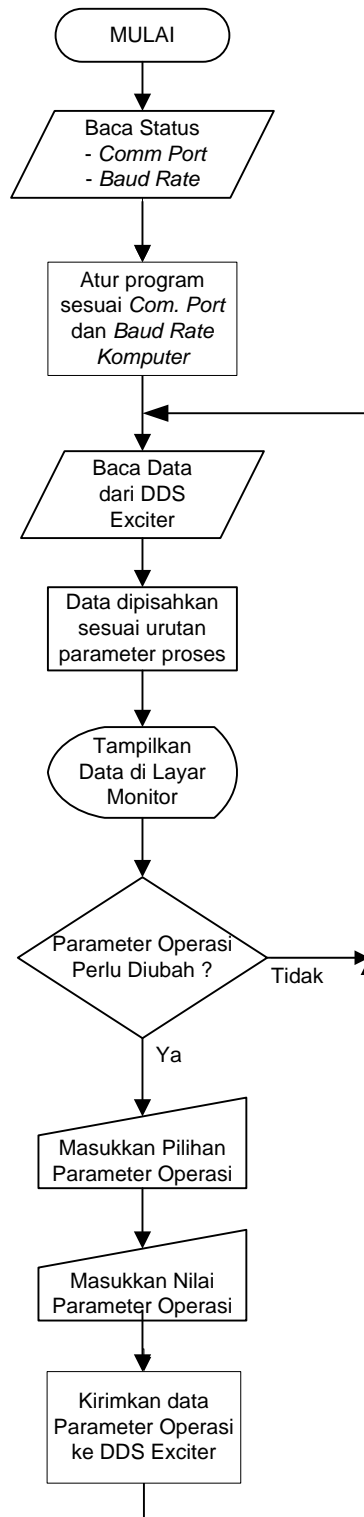 MULAI
Baca Status
- Comm Port
- Baud Rate
Atur program
sesuai Com. Port
dan Baud Rate
Komputer
Baca Data
dari DDS
Exciter
Data dipisahkan
sesuai urutan
parameter proses
Tampilkan
Data di Layar
Monitor
Parameter Operasi
Perlu Diubah ?
Tidak
Ya
Masukkan Pilihan
Parameter Operasi
Masukkan Nilai
Parameter Operasi
Kirimkan data
Parameter Operasi
ke DDS Exciter